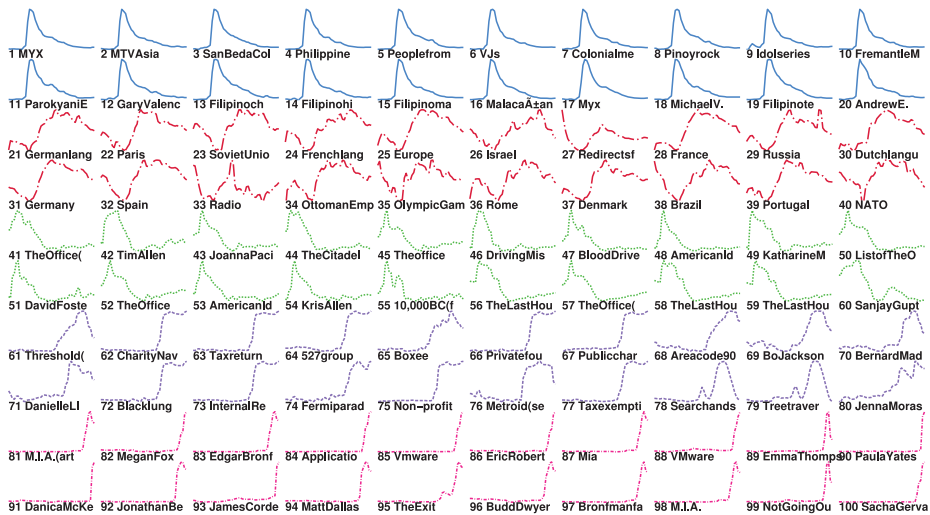 1 MYX 2 MTVAsia 3 SanBedaCol 4 Philippine 5 Peoplefrom 6 VJs 7 ColonialIme 8 Pinoyrock 9 Idolseries 10 FremantleM
11 ParokyaniE 12 GaryValenc 13 Filipinoch 14 Filipinohi 15 Filipinoma 16 MalacaÃ±an 17 Myx 18 MichaelV. 19 Filipinote 20 AndrewE.
21 Germanlang 22 Paris 23 SovietUnio 24 Frenchlang 25 Europe 26 Israel 27 Redirectsf 28 France 29 Russia 30 Dutchlangu
31 Germany 32 Spain 33 Radio 34 OttomanEmp 35 OlympicGam 36 Rome 37 Denmark 38 Brazil 39 Portugal 40 NATO
41 TheOffice( 42 TimAllen 43 JoannaPaci 44 TheCitadel 45 Theoffice 46 DrivingMis 47 BloodDrive 48 AmericanId 49 KatharineM 50 ListofTheO
51 DavidFoste 52 TheOffice 53 AmericanId 54 KrisAllen 55 10,000BC(f 56 TheLastHou 57 TheOffice( 58 TheLastHou 59 TheLastHou 60 SanjayGupt
61 Threshold( 62 CharityNav 63 Taxreturn 64 527group 65 Boxee 66 Privatefou 67 Publicchar 68 Areacode90 69 BoJackson 70 BernardMad
71 DanielleLl 72 Blacklung 73 InternalRe 74 Fermiparad 75 Non-profit 76 Metroid(se 77 Taxexempti 78 Searchands 79 Treetraver 80 JennaMoras
81 M.I.A.(art 82 MeganFox 83 EdgarBronf 84 Applicatio 85 Vmware 86 EricRobert 87 Mia 88 VMware 89 EmmaThomps 90 PaulaYates
91 DanicaMcKe 92 JonathanBe 93 JamesCorde 94 MattDallas 95 TheExit 96 BuddDwyer 97 Bronfmanfa 98 M.I.A. 99 NotGoingOu 100 SachaGerva